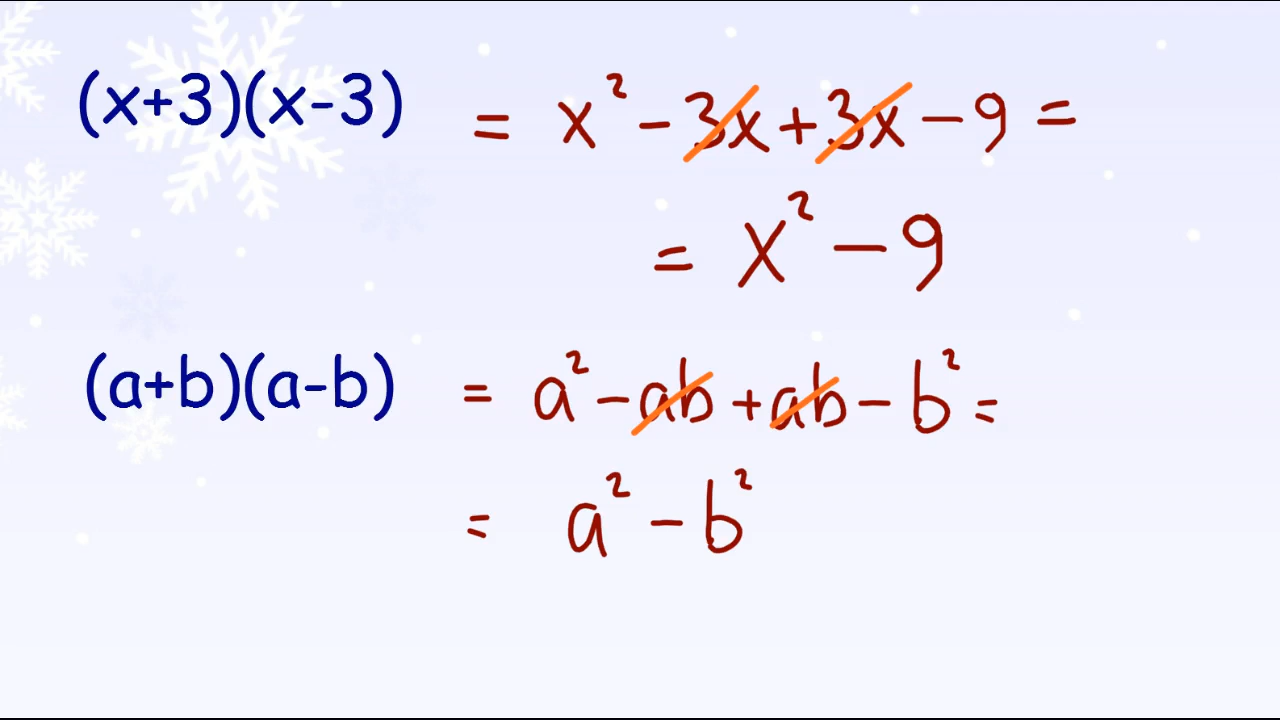 (x+3)(x-3) = x² - 3x + 3x - 9 =
= x² - 9
(a+b)(a-b) = a² - ab + ab - b² =
= a² - b²